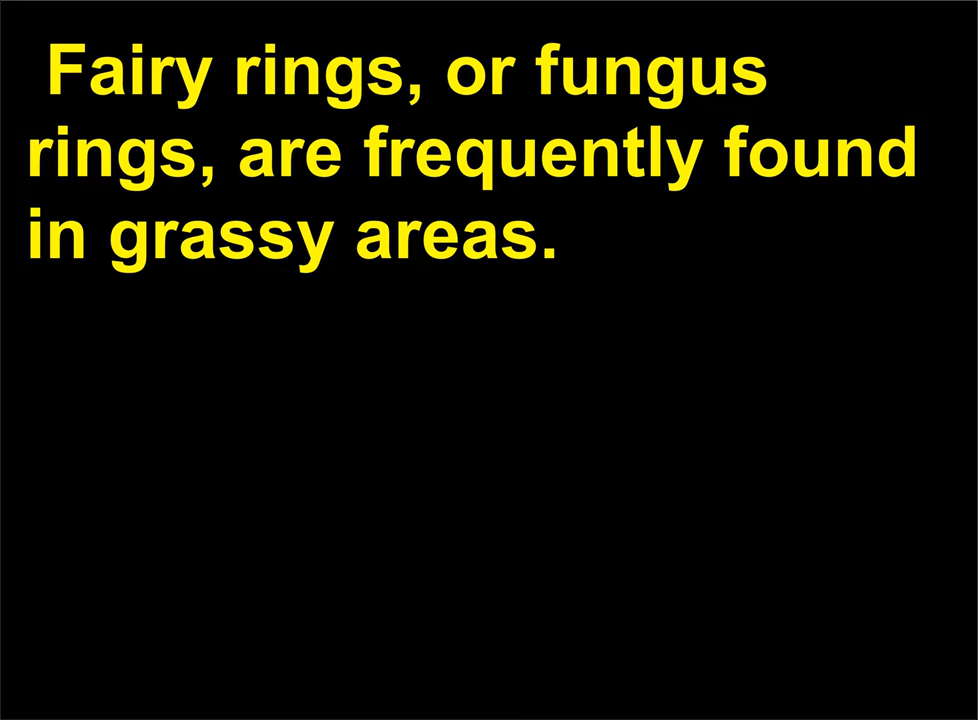 Fairy rings, or fungus
rings, are frequently found
in grassy areas.